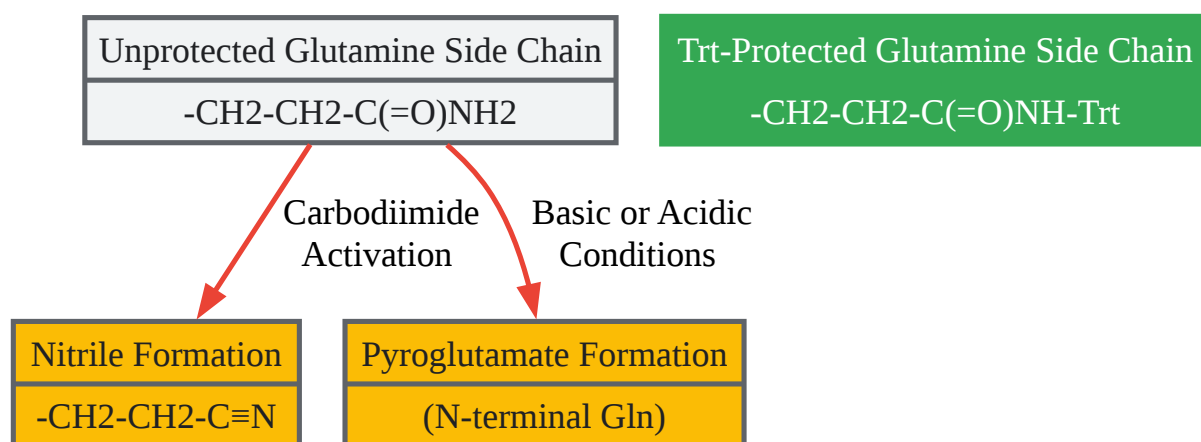 Unprotected Glutamine Side Chain
-CH2-CH2-C(=O)NH2
Trt-Protected Glutamine Side Chain
-CH2-CH2-C(=O)NH-Trt
Carbodiimide
Activation
Basic or Acidic
Conditions
Nitrile Formation
-CH2-CH2-C≡N
Pyroglutamate Formation
(N-terminal Gln)